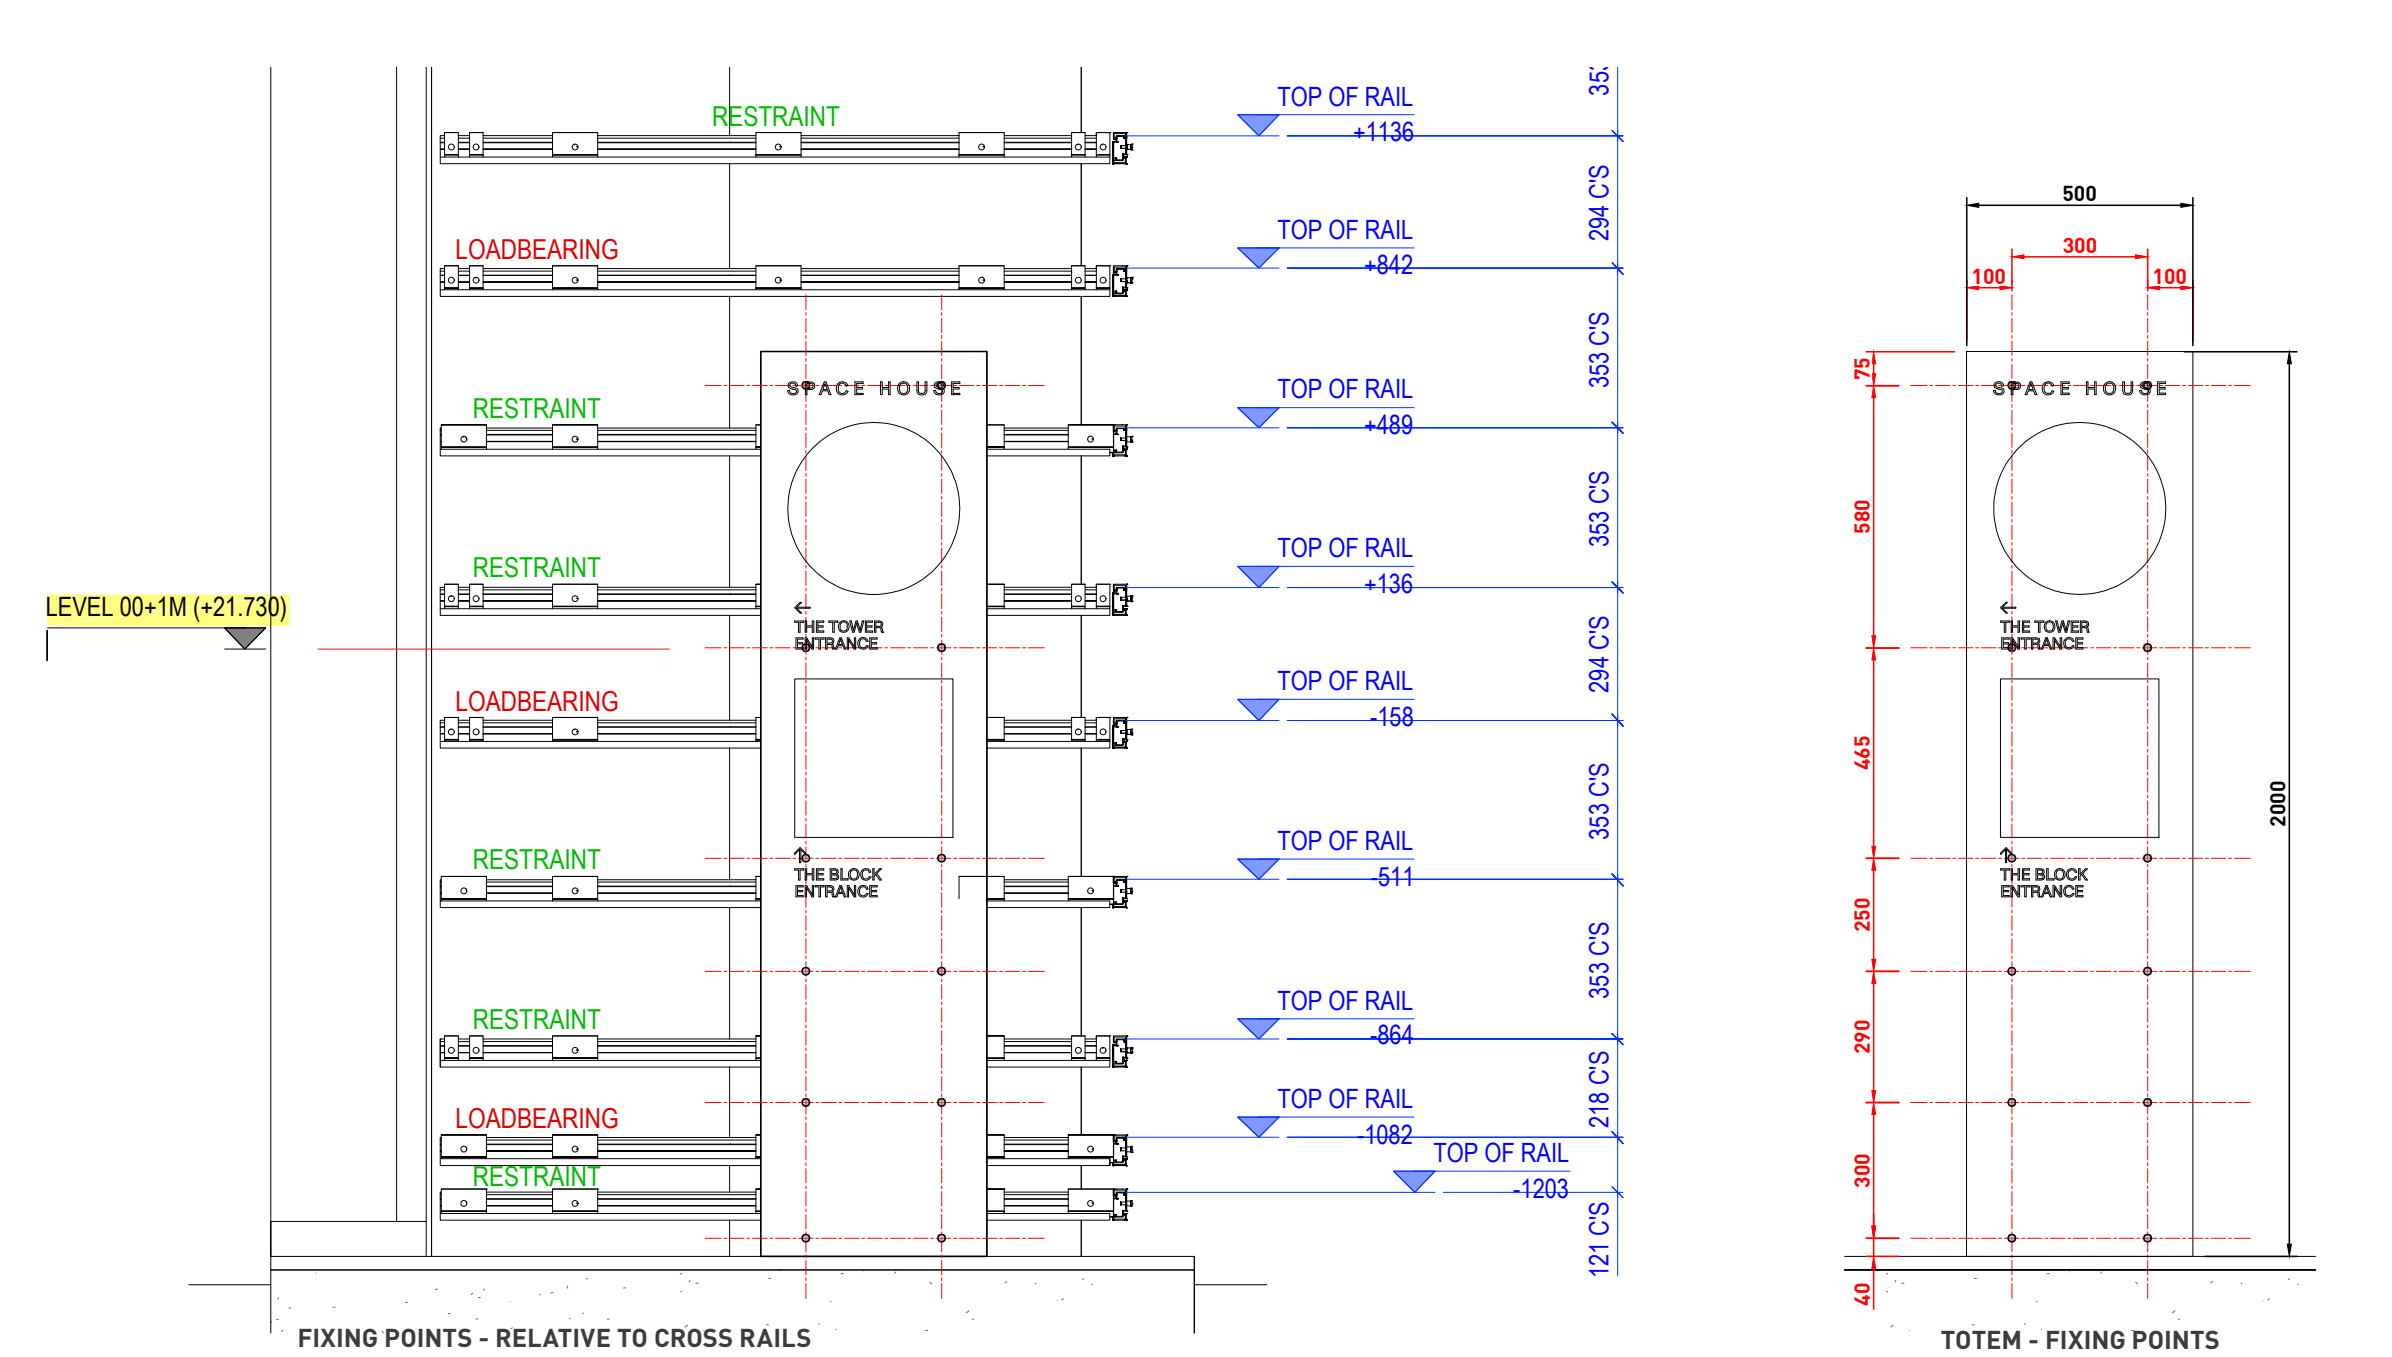 353
RESTRAINT
TOP OF RAIL
+1136
294 C'S
LOADBEARING
TOP OF RAIL
+842
353 C'S
SPACE HOUSE
RESTRAINT
TOP OF RAIL
+489
353 C'S
RESTRAINT
TOP OF RAIL
+136
LEVEL 00+1M (+21.730)
THE TOWER
ENTRANCE
294 C'S
LOADBEARING
TOP OF RAIL
-158
353 C'S
RESTRAINT
TOP OF RAIL
-511
THE BLOCK
ENTRANCE
353 C'S
RESTRAINT
TOP OF RAIL
-864
218 C'S
LOADBEARING
TOP OF RAIL
-1082
RESTRAINT
TOP OF RAIL
-1203
121 C'S
FIXING POINTS - RELATIVE TO CROSS RAILS
500
300
100
100
75
SPACE HOUSE
580
THE TOWER
ENTRANCE
465
2000
THE BLOCK
ENTRANCE
250
290
300
40
TOTEM - FIXING POINTS